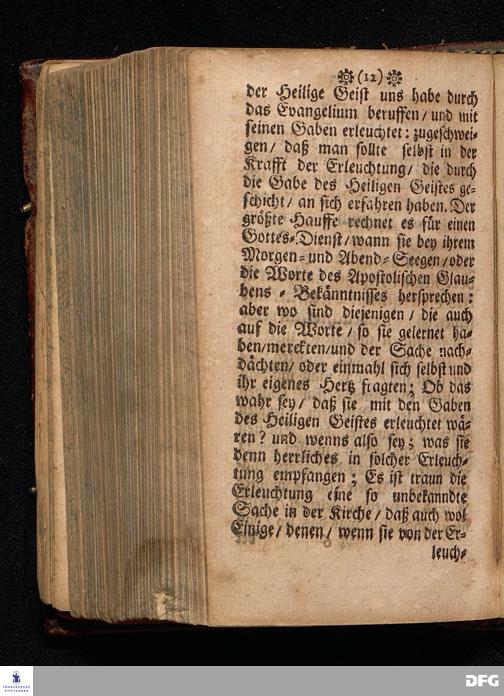 (12)
der Heilige Geist uns habe durch
das Evangelium beruffen / und mit
seinen Gaben erleuchtet: zugeschwei-
gen / daß man sollte selbst in der
Krafft der Erleuchtung / die durch
die Gabe des Heiligen Geistes ge-
schicht / an sich erfahren haben. Der
größte Hauffe rechnet es für einen
Gottes-Dienst / wann sie bey ihrem
Morgen- und Abend-Seegen / oder
die Worte des Apostolischen Glau-
bens-Bekänntnisses hersprechen:
aber wo sind diejenigen / die auch
auf die Worte / so sie gelernet ha-
ben / merckten / und der Sache nach-
dächten / oder einmahl sich selbst und
ihr eigenes Hertz fragten; Ob das
wahr sey / daß sie mit den Gaben
des Heiligen Geistes erleuchtet wä-
ren? und wenns also sey; was sie
denn herrliches in solcher Erleuch-
tung empfangen; Es ist traun die
Erleuchtung eine so unbekanndte
Sache in der Kirche / daß auch wol
Einige / denen / wenn sie von der Er-
leuch-
FRANCKESCHE STIFTUNGEN
DFG